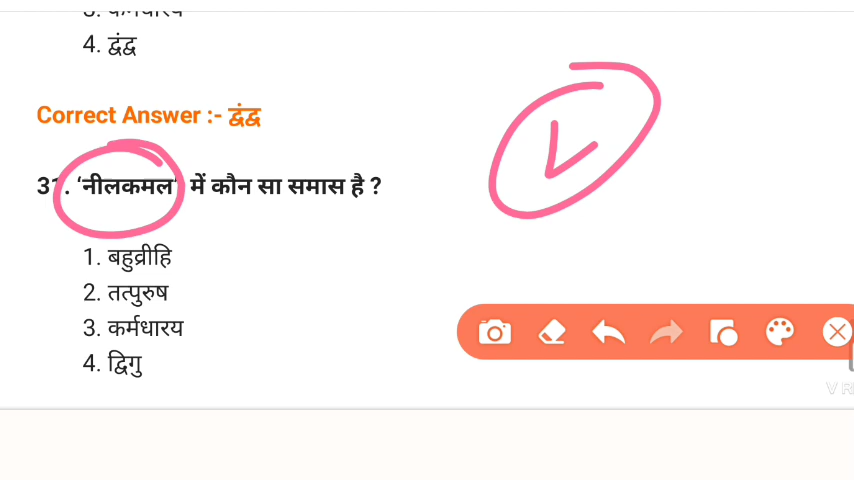 4. द्वंद्व
Correct Answer :- द्वंद्व
31. ‘नीलकमल’ में कौन सा समास है ?
1. बहुव्रीहि
2. तत्पुरुष
3. कर्मधारय
4. द्विगु